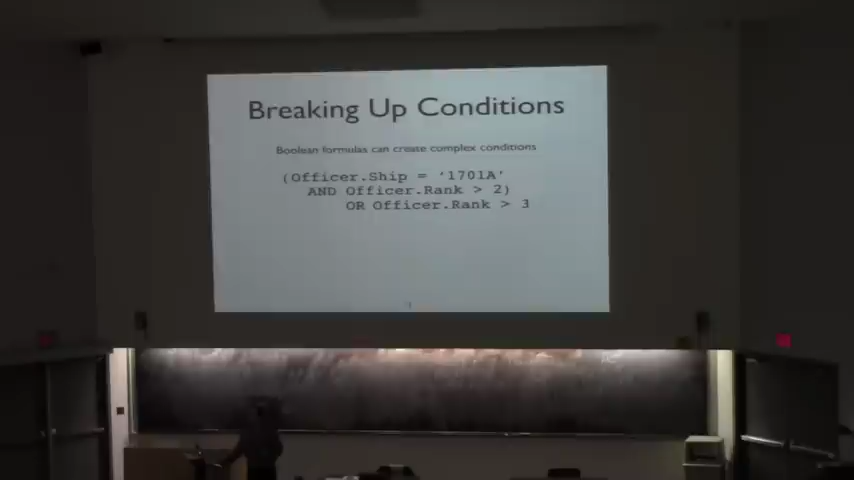 Breaking Up Conditions
Boolean formulas can create complex conditions
(Officer.Ship = ‘1701A’
AND Officer.Rank > 2)
OR Officer.Rank > 3